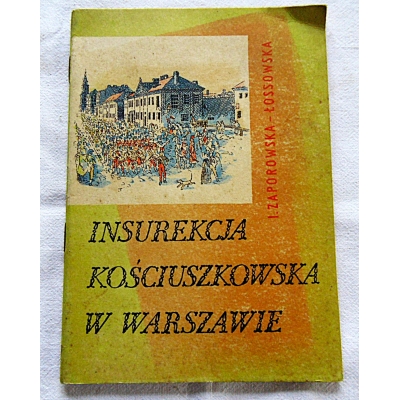 I. ZAPOROWSKA-ŁOSSOWSKA
INSUREKCJA
KOŚCIUSZKOWSKA
W WARSZAWIE